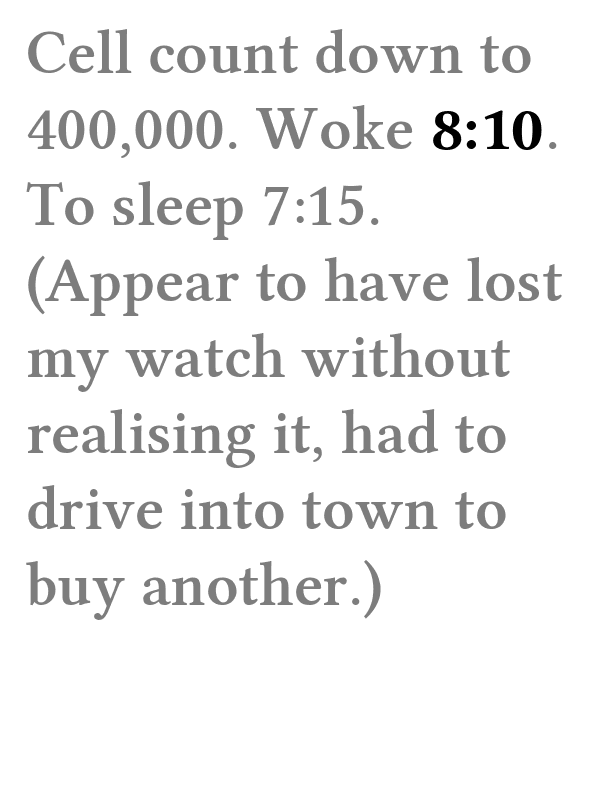 Cell count down to
400,000. Woke 8:10.
To sleep 7:15.
(Appear to have lost
my watch without
realising it, had to
drive into town to
buy another.)